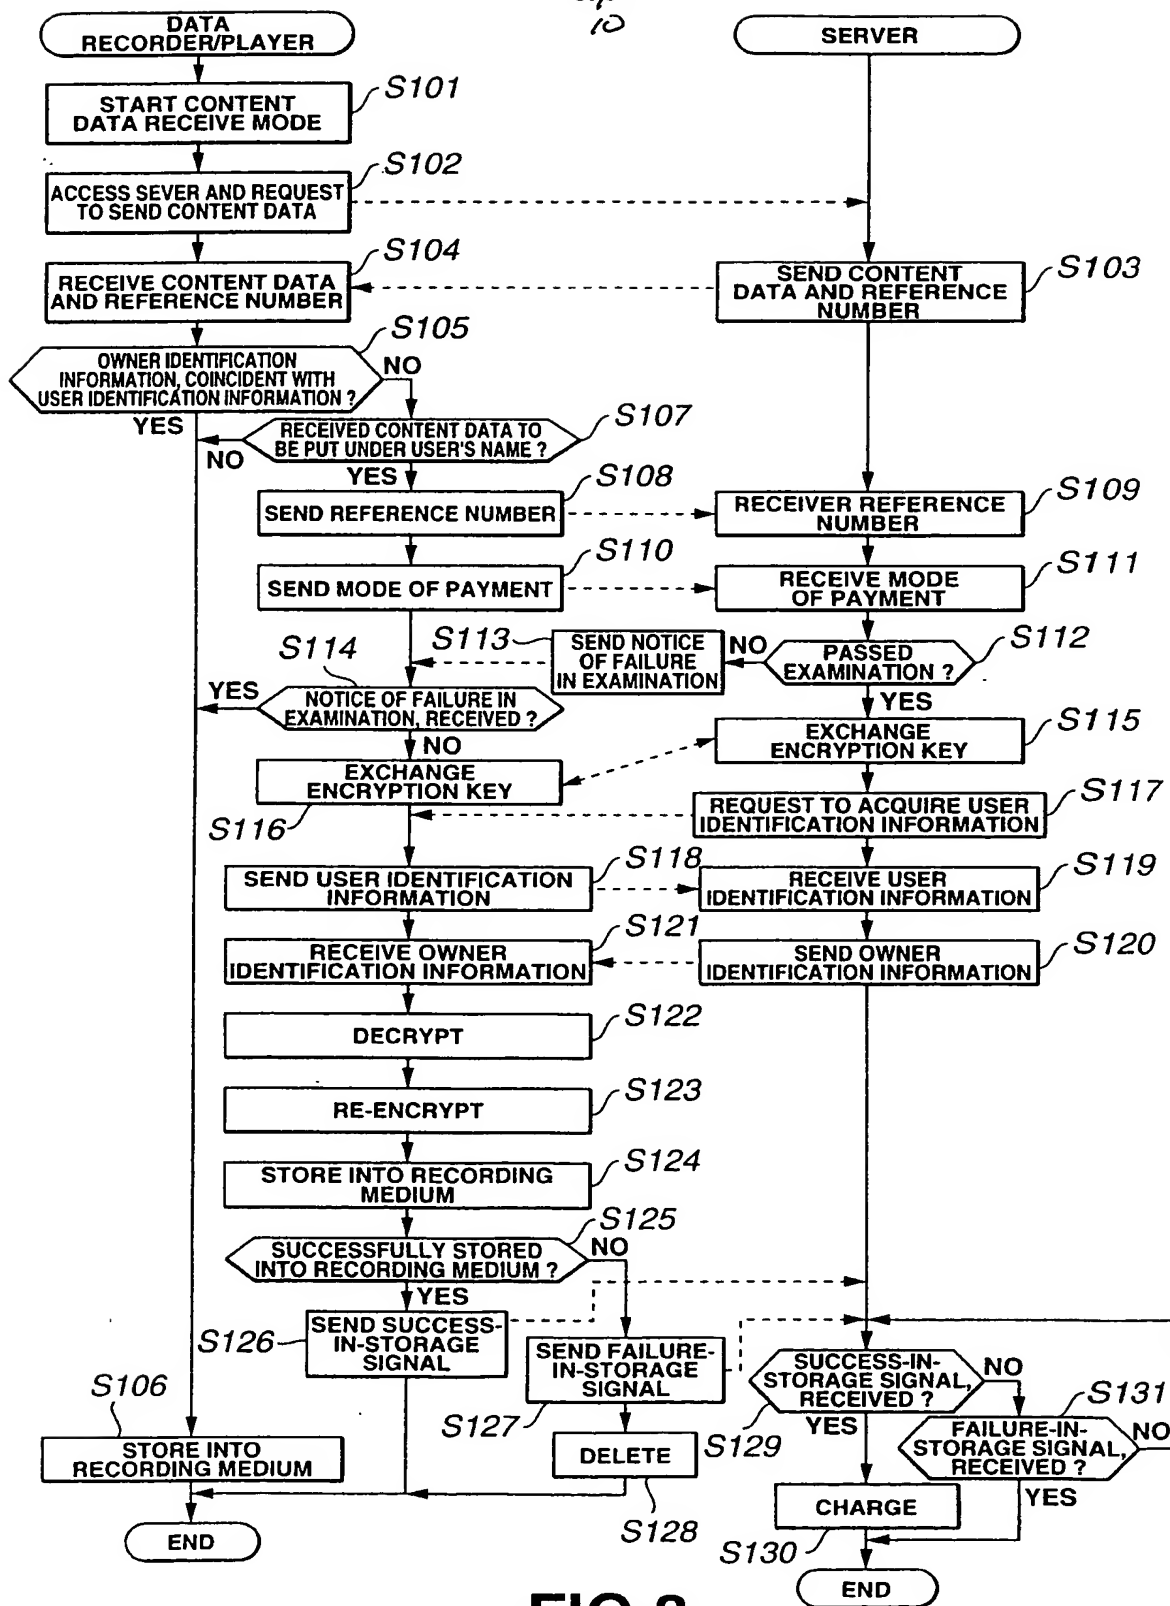 10
DATA
RECORDER/PLAYER
SERVER
S101
START CONTENT
DATA RECEIVE MODE
S102
ACCESS SEVER AND REQUEST
TO SEND CONTENT DATA
S104
RECEIVE CONTENT DATA
AND REFERENCE NUMBER
S103
SEND CONTENT
DATA AND REFERENCE
NUMBER
S105
OWNER IDENTIFICATION
INFORMATION, COINCIDENT WITH
USER IDENTIFICATION INFORMATION ?
NO
YES
S107
RECEIVED CONTENT DATA TO
BE PUT UNDER USER'S NAME ?
NO
YES
S108
SEND REFERENCE NUMBER
S109
RECEIVER REFERENCE
NUMBER
S110
SEND MODE OF PAYMENT
S111
RECEIVE MODE
OF PAYMENT
S112
PASSED
EXAMINATION ?
NO
YES
S113
SEND NOTICE
OF FAILURE
IN EXAMINATION
S114
NOTICE OF FAILURE IN
EXAMINATION, RECEIVED ?
YES
NO
S115
EXCHANGE
ENCRYPTION KEY
EXCHANGE
ENCRYPTION KEY
S116
S117
REQUEST TO ACQUIRE USER
IDENTIFICATION INFORMATION
S118
SEND USER IDENTIFICATION
INFORMATION
S119
RECEIVE USER
IDENTIFICATION INFORMATION
S121
RECEIVE OWNER
IDENTIFICATION INFORMATION
S120
SEND OWNER
IDENTIFICATION INFORMATION
S122
DECRYPT
S123
RE-ENCRYPT
S124
STORE INTO RECORDING
MEDIUM
S125
SUCCESSFULLY STORED
INTO RECORDING MEDIUM ?
NO
YES
S126
SEND SUCCESS-
IN-STORAGE
SIGNAL
SEND FAILURE-
IN-STORAGE
SIGNAL
S127
DELETE
S128
SUCCESS-IN-
STORAGE SIGNAL,
RECEIVED ?
NO
YES
S129
S131
FAILURE-IN-
STORAGE SIGNAL,
RECEIVED ?
NO
YES
CHARGE
S130
S106
STORE INTO
RECORDING MEDIUM
END
END